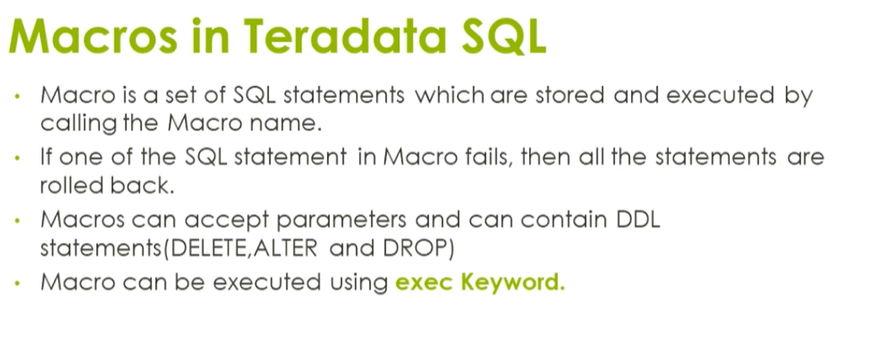 Macros in Teradata SQL
• Macro is a set of SQL statements which are stored and executed by
calling the Macro name.
• If one of the SQL statement in Macro fails, then all the statements are
rolled back.
• Macros can accept parameters and can contain DDL
statements(DELETE,ALTER and DROP)
• Macro can be executed using exec Keyword.